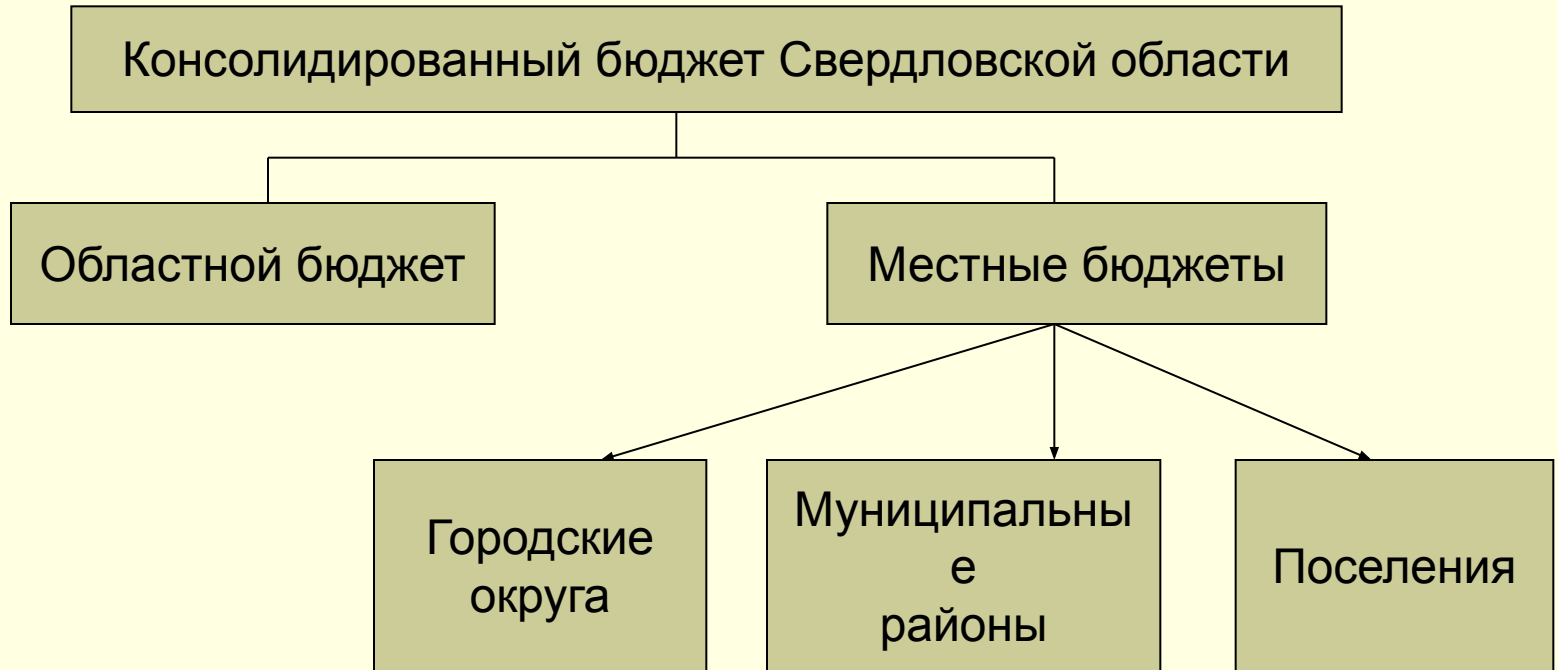 Консолидированный бюджет Свердловской области
Областной бюджет
Местные бюджеты
Городские
округа
Муниципальны
е
районы
Поселения